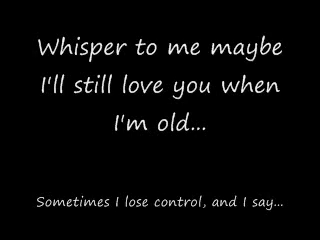 Whisper to me maybe
I'll still love you when
I'm old...
Sometimes I lose control, and I say...